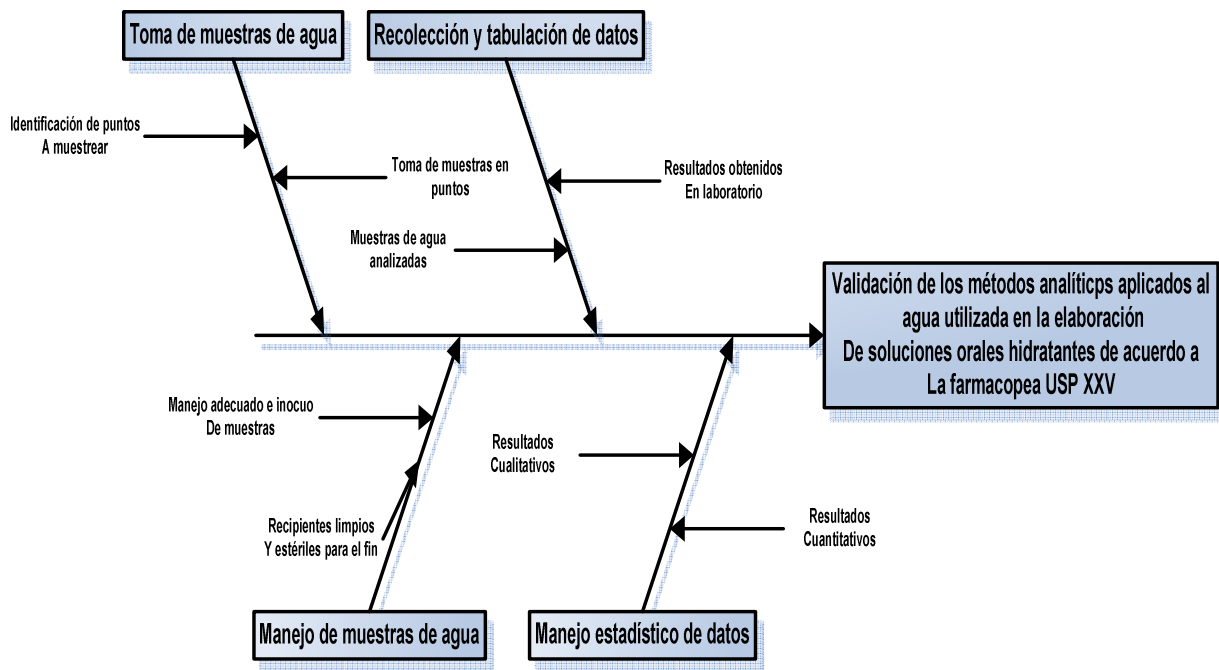 Toma de muestras de agua
Recolección y tabulación de datos
Identificación de puntos
A muestrear
Toma de muestras en
puntos
Resultados obtenidos
En laboratorio
Muestras de agua
analizadas
Validación de los métodos analíticps aplicados al
agua utilizada en la elaboración
De soluciones orales hidratantes de acuerdo a
La farmacopea USP XXV
Manejo adecuado e inocuo
De muestras
Resultados
Cualitativos
Recipientes limpios
Y estériles para el fin
Resultados
Cuantitativos
Manejo de muestras de agua
Manejo estadístico de datos